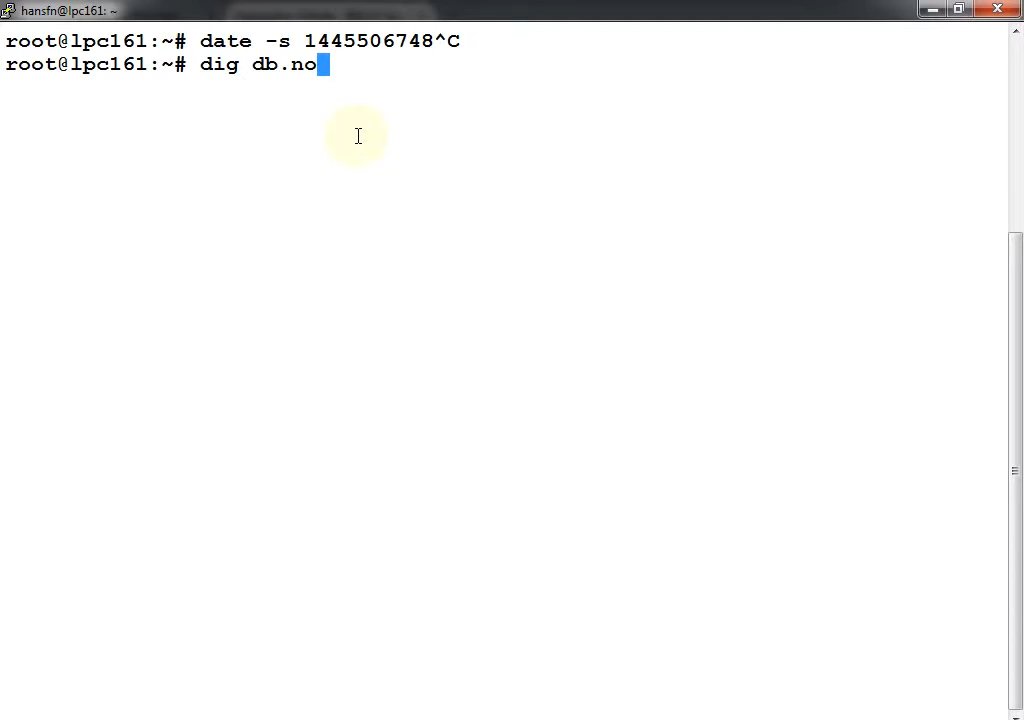 hansfn@lpc161: ~
root@lpc161:~# date -s 1445506748^C
root@lpc161:~# dig db.no